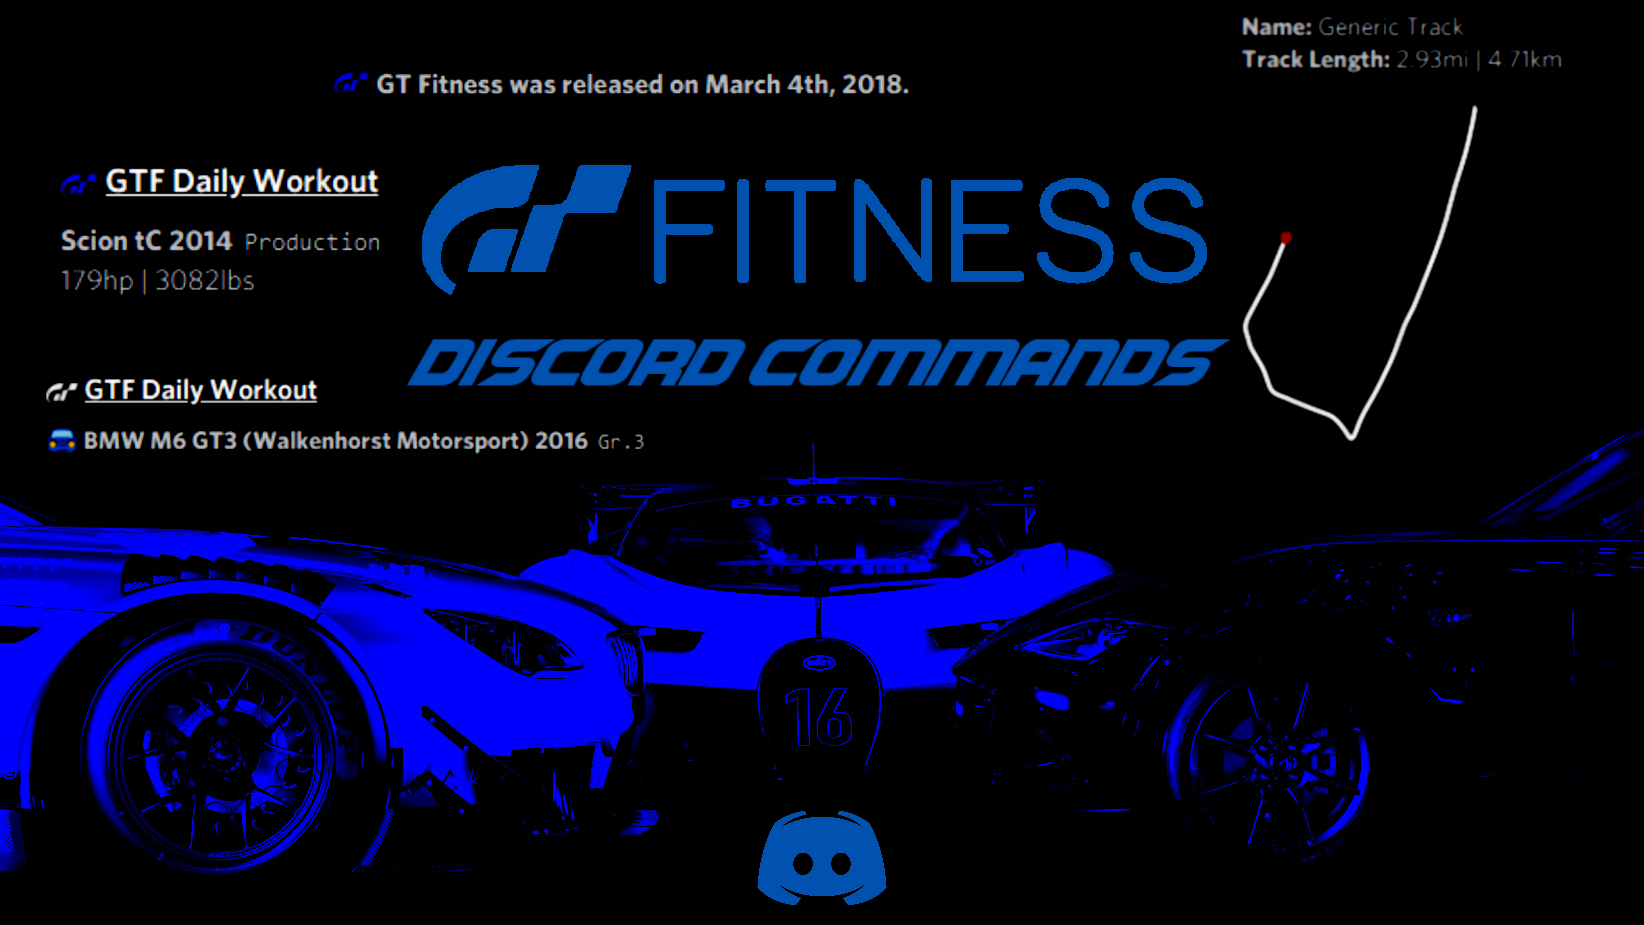 Name: Generic Track
Track Length: 2.93mi | 4.71km
GT Fitness was released on March 4th, 2018.
GTF Daily Workout
Scion tC 2014 Production
179hp | 3082lbs
FITNESS
DISCORD COMMANDS
GTF Daily Workout
BMW M6 GT3 (Walkenhorst Motorsport) 2016 Gr.3
BUGATTI
DUNLOP
16